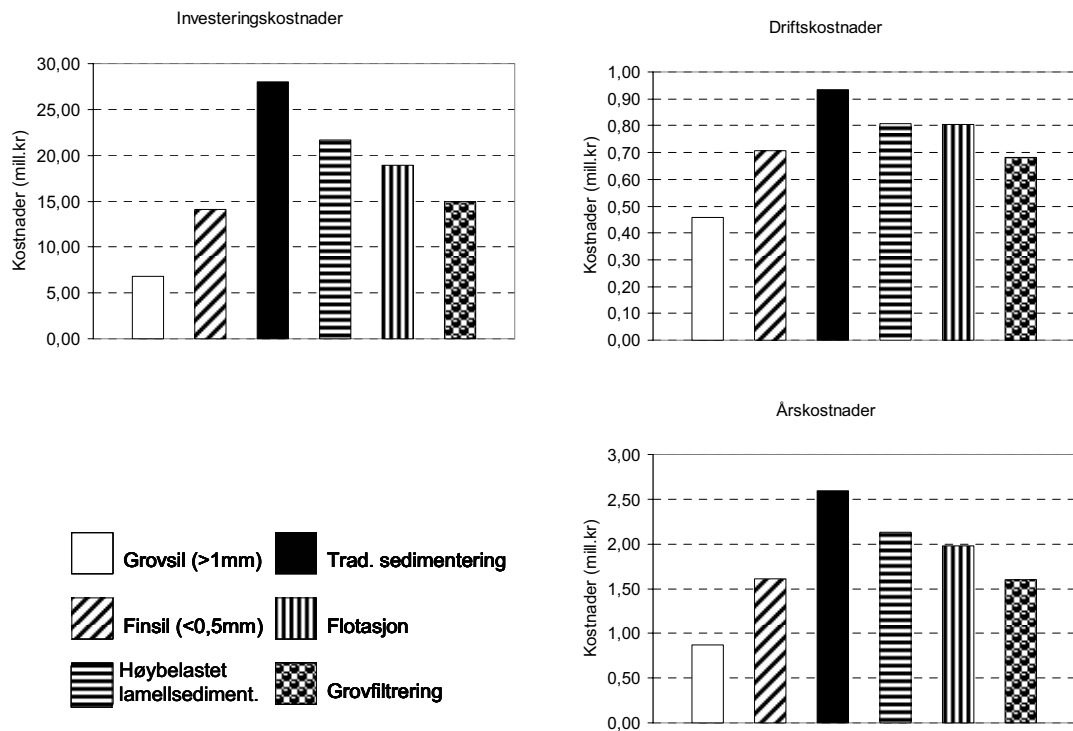 Investeringskostnader
Kostnader (mill.kr)
30,00
25,00
20,00
15,00
10,00
5,00
0,00
Driftskostnader
Kostnader (mill.kr)
1,00
0,90
0,80
0,70
0,60
0,50
0,40
0,30
0,20
0,10
0,00
Årskostnader
Kostnader (mill.kr)
3,00
2,50
2,00
1,50
1,00
0,50
0,00
Grovsil (>1mm)
Trad. sedimentering
Finsil (<0,5mm)
Flotasjon
Høybelastet
lamellsediment.
Grovfiltrering